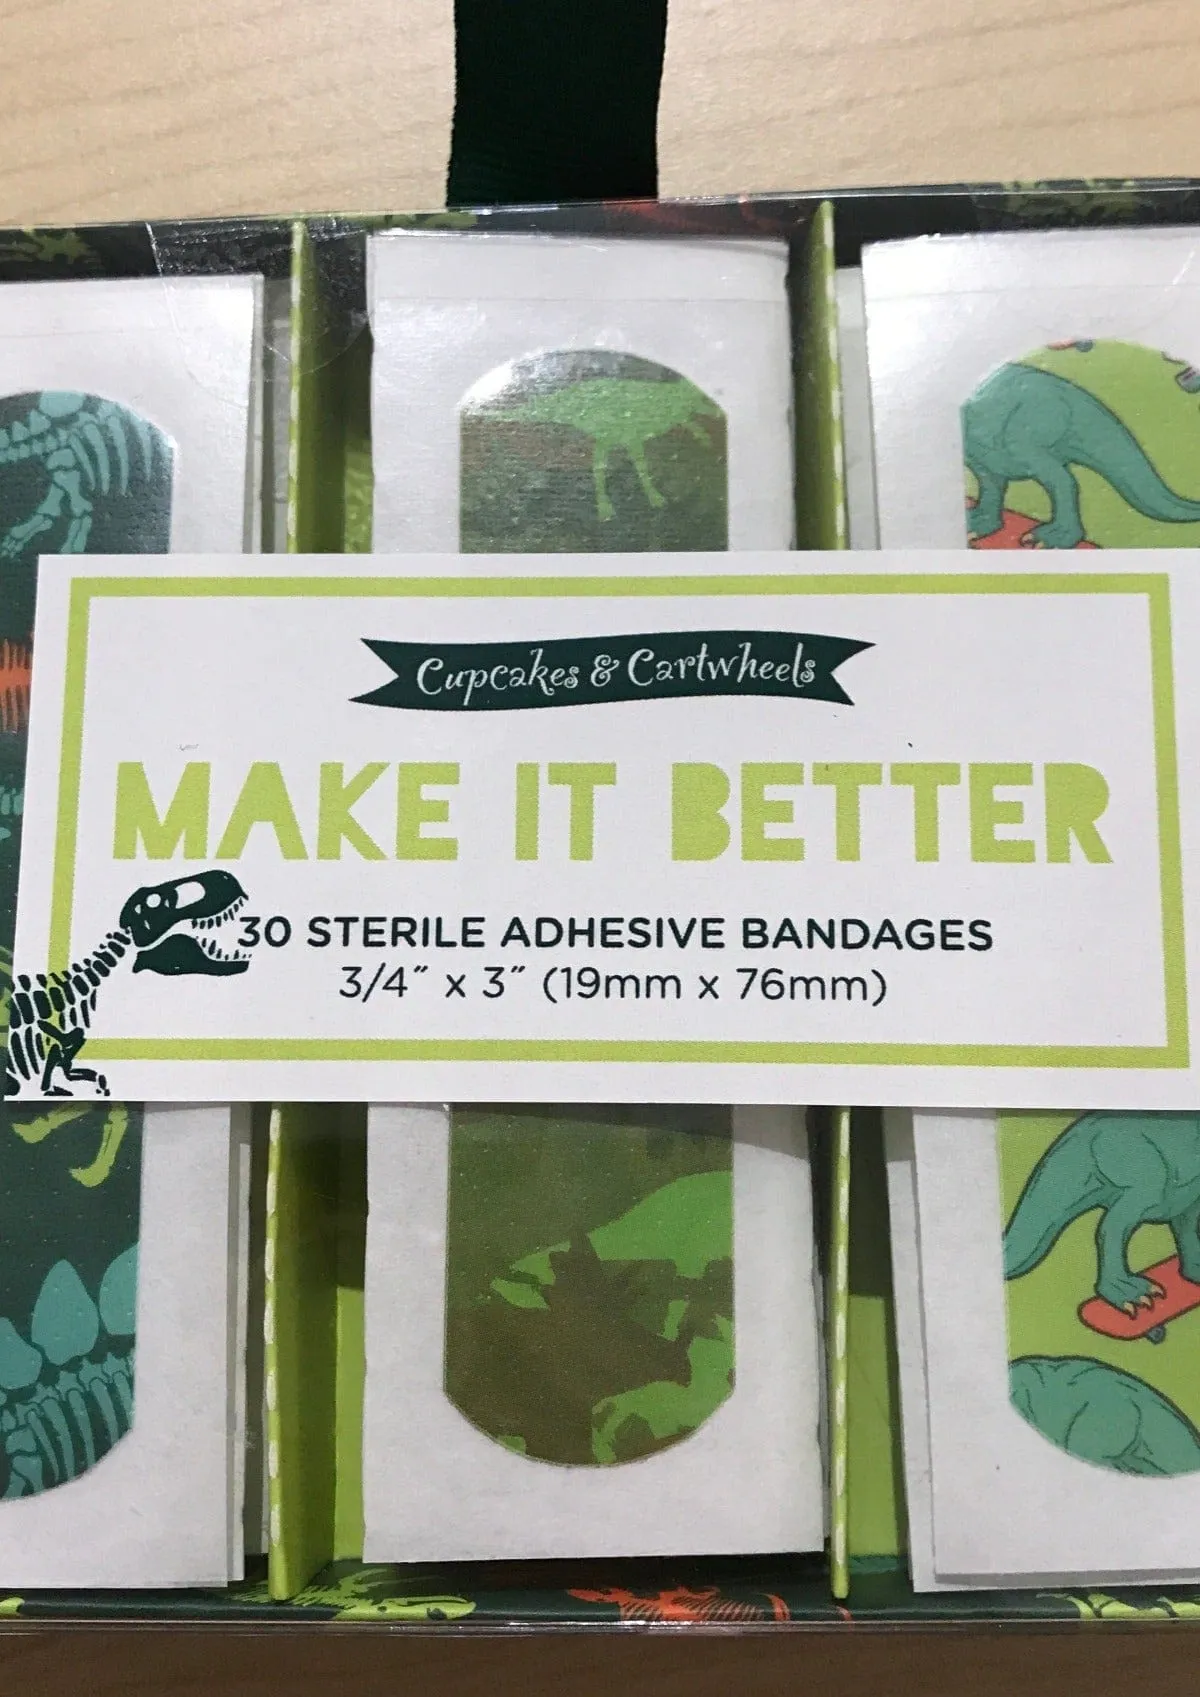 Cupcakes & Cartwheels
MAKE IT BETTER
30 STERILE ADHESIVE BANDAGES
3/4″ x 3″ (19mm x 76mm)